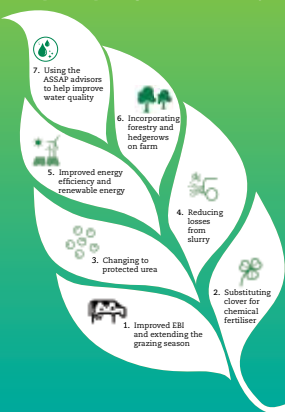 7. Using the
ASSAP advisors
to help improve
water quality
6. Incorporating
forestry and
hedgerows
on farm
5. Improved energy
efficiency and
renewable energy
4. Reducing
losses
from
slurry
3. Changing to
protected urea
2. Substituting
clover for
chemical
fertiliser
1. Improved EBI
and extending the
grazing season